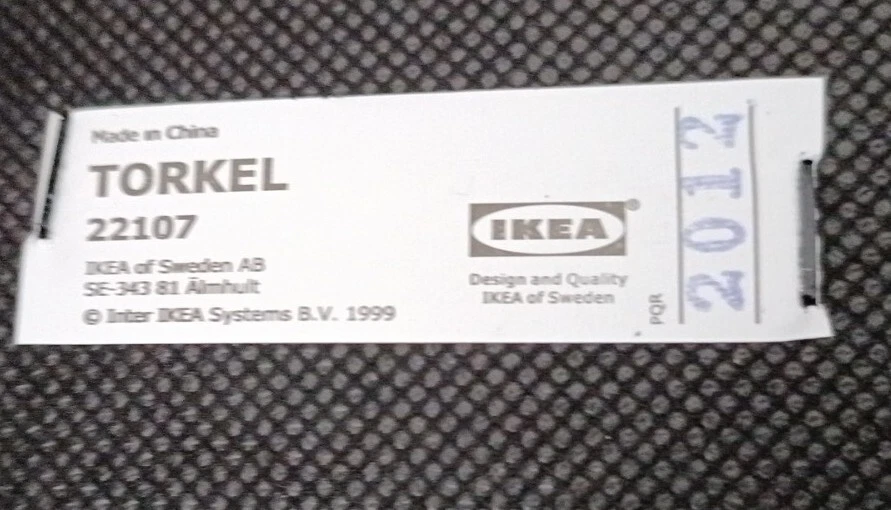 Made in China
TORKEL
22107
IKEA of Sweden AB
SE-343 81 Älmhult
© Inter IKEA Systems B.V. 1999
IKEA®
Design and Quality
IKEA of Sweden
PQR
2012